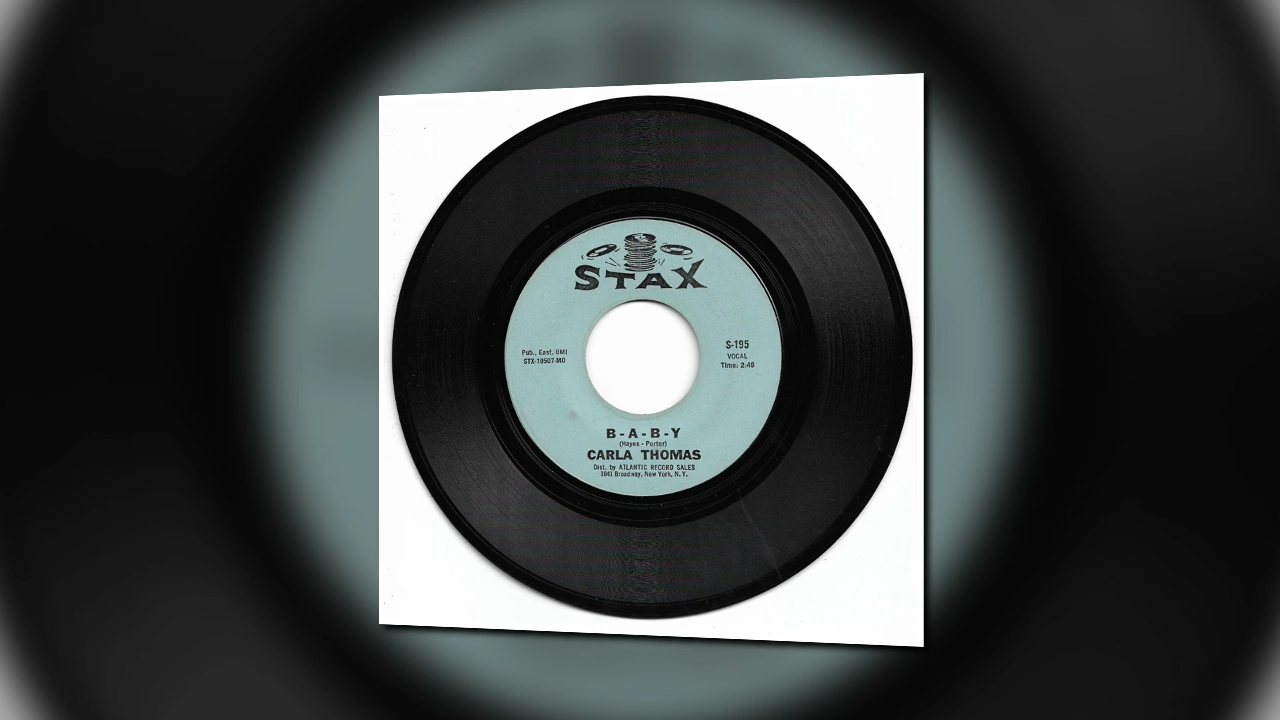 STAX
Pub., East, BMI
STX-10507-MO
S-195
VOCAL
Time: 2:49
B-A-B-Y
(Hayes - Porter)
CARLA THOMAS
Dist. by ATLANTIC RECORD SALES
1841 Broadway, New York, N.Y.